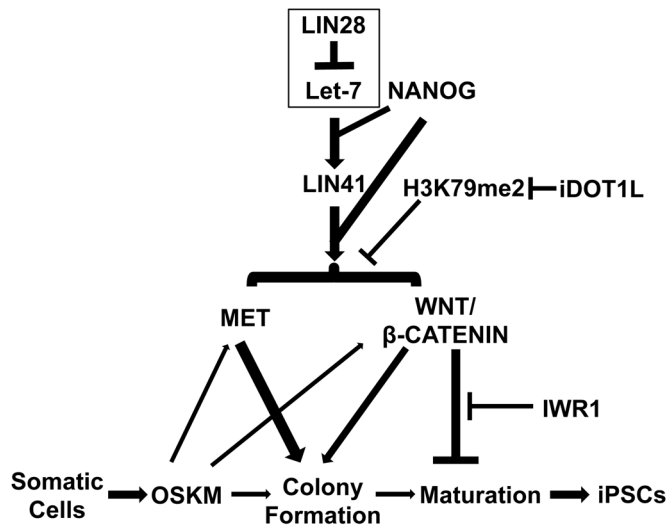 LIN28
Let-7
NANOG
LIN41
H3K79me2
iDOT1L
MET
WNT/
β-CATENIN
IWR1
Somatic
Cells
OSKM
Colony
Formation
Maturation
iPSCs